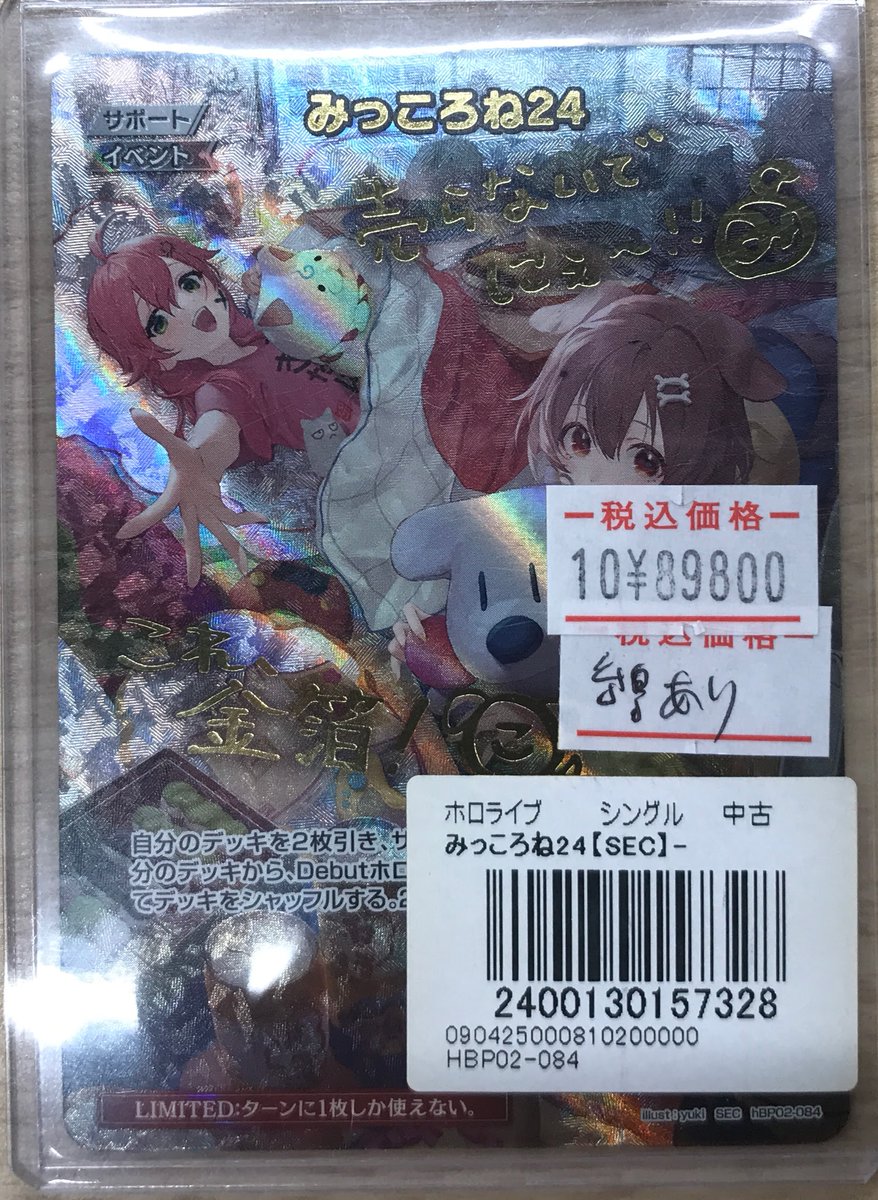 サポート
イベント
みっころね24
売らないで
にぇ～!!
税込価格
10¥89800
税込価格
あり
これ、
金箔!
自分のデッキを2枚引き、サ
分のデッキから、Debutホロ
てデッキをシャッフルする。2
ホロライブ シングル 中古
みっころね24【SEC】-
2400130157328
090425000810200000
HBP02-084
LIMITED:ターンに1枚しか使えない。
illust:yuki SEC hBP02-084